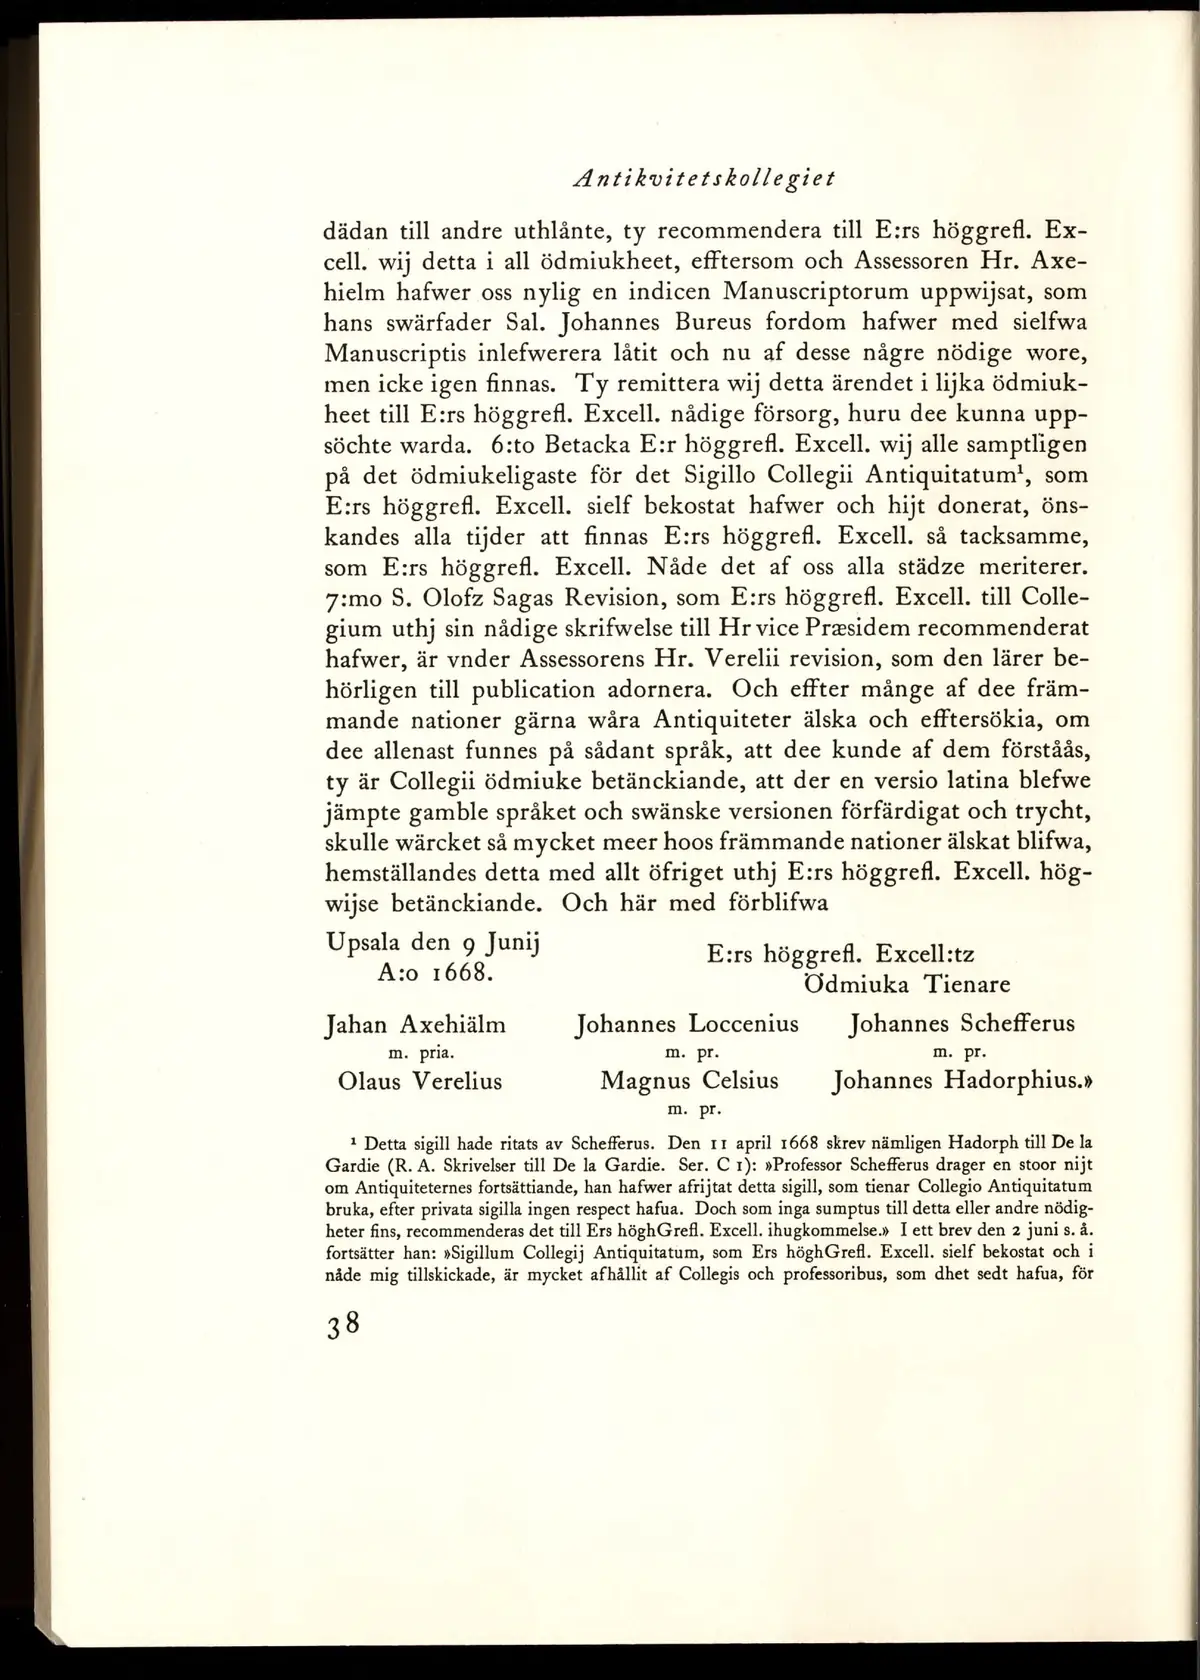 Antikvitetskollegiet
dädan till andre uthlånte, ty recommendera till E:rs höggrefl. Ex-
cell. wij detta i all ödmiukheet, efftersom och Assessoren Hr. Axe-
hielm hafwer oss nylig en indicen Manuscriptorum uppwijsat, som
hans swärfader Sal. Johannes Bureus fordom hafwer med sielfwa
Manuscriptis inlefwerera låtit och nu af desse någre nödige wore,
men icke igen finnas. Ty remittera wij detta ärendet i lijka ödmiuk-
heet till E:rs höggrefl. Excell. nådige försorg, huru dee kunna upp-
söchte warda. 6:to Betacka E:r höggrefl. Excell. wij alle samptligen
på det ödmiukeligaste för det Sigillo Collegii Antiquitatum¹, som
E:rs höggrefl. Excell. sielf bekostat hafwer och hijt donerat, öns-
kandes alla tijder att finnas E:rs höggrefl. Excell. så tacksamme,
som E:rs höggrefl. Excell. Nåde det af oss alla städze meriterer.
7:mo S. Olofz Sagas Revision, som E:rs höggrefl. Excell. till Colle-
gium uthj sin nådige skrifwelse till Hr vice Præsidem recommenderat
hafwer, är vnder Assessorens Hr. Verelii revision, som den lärer be-
hörligen till publication adornera. Och effter månge af dee främ-
mande nationer gärna wåra Antiquiteter älska och efftersökia, om
dee allenast funnes på sådant språk, att dee kunde af dem förståås,
ty är Collegii ödmiuke betänckiande, att der en versio latina blefwe
jämpte gamble språket och swänske versionen förfärdigat och trycht,
skulle wärcket så mycket meer hoos främmande nationer älskat blifwa,
hemställandes detta med allt öfriget uthj E:rs höggrefl. Excell. hög-
wijse betänckiande. Och här med förblifwa
Upsala den 9 Junij
A:o 1668.
E:rs höggrefl. Excell:tz
Ödmiuka Tienare
Jahan Axehiälm Johannes Loccenius Johannes Schefferus
m. pria. m. pr. m. pr.
Olaus Verelius Magnus Celsius Johannes Hadorphius.»
m. pr.
¹ Detta sigill hade ritats av Schefferus. Den 11 april 1668 skrev nämligen Hadorph till De la
Gardie (R. A. Skrivelser till De la Gardie. Ser. C 1): »Professor Schefferus drager en stoor nijt
om Antiquiteternes fortsättiande, han hafwer afrijtat detta sigill, som tienar Collegio Antiquitatum
bruka, efter privata sigilla ingen respect hafua. Doch som inga sumptus till detta eller andre nödig-
heter fins, recommenderas det till Ers höghGrefl. Excell. ihugkommelse.» I ett brev den 2 juni s. å.
fortsätter han: »Sigillum Collegij Antiquitatum, som Ers höghGrefl. Excell. sielf bekostat och i
nåde mig tillskickade, är mycket afhållit af Collegis och professoribus, som dhet sedt hafua, för
38